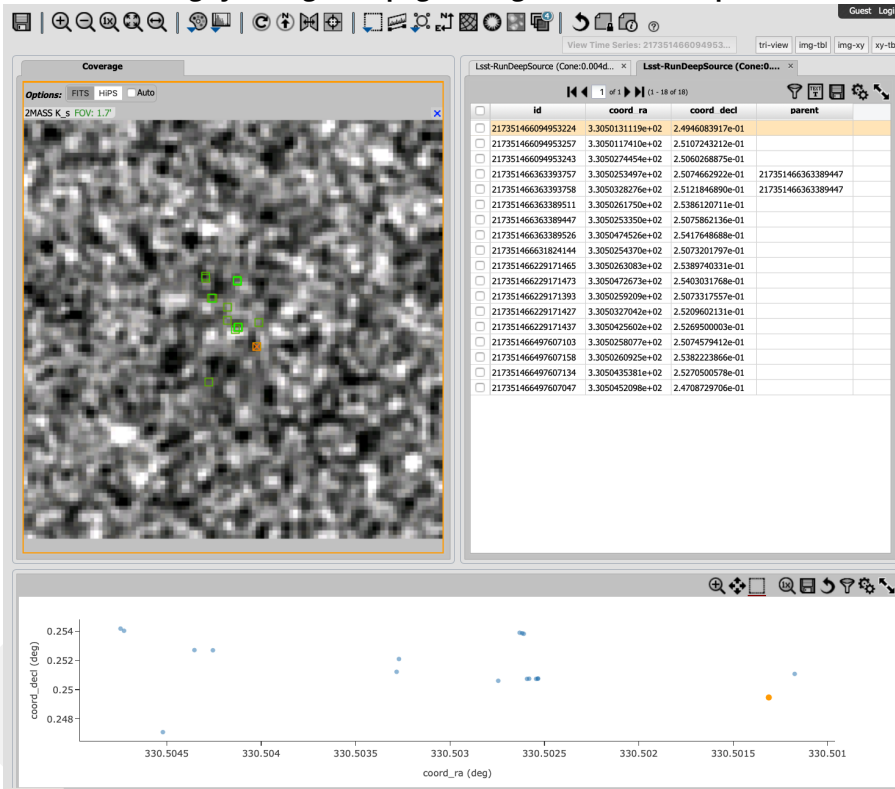 Guest Logi
View Time Series: 217351466094953...
tri-view img-tbl img-xy xy-tb
Coverage
Options: FITS HiPS Auto
2MASS K_s FOV: 1.7'
Lsst-RunDeepSource (Cone:0.004d... × Lsst-RunDeepSource (Cone:0.... ×
1 of 1 (1 - 18 of 18)
id coord_ra coord_decl parent
217351466094953224 3.3050131119e+02 2.4946083917e-01
217351466094953257 3.3050117410e+02 2.5107243212e-01
217351466094953243 3.3050274454e+02 2.5060268875e-01
217351466363393757 3.3050253497e+02 2.5074662922e-01 217351466363389447
217351466363393758 3.3050328276e+02 2.5121846890e-01 217351466363389447
217351466363389511 3.3050261750e+02 2.5386120711e-01
217351466363389447 3.3050253350e+02 2.5075862136e-01
217351466363389526 3.3050474526e+02 2.5417648688e-01
217351466631824144 3.3050254370e+02 2.5073201797e-01
217351466229171465 3.3050263083e+02 2.5389740331e-01
217351466229171473 3.3050472673e+02 2.5403031768e-01
217351466229171393 3.3050259209e+02 2.5073317557e-01
217351466229171427 3.3050327042e+02 2.5209602131e-01
217351466229171437 3.3050425602e+02 2.5269500003e-01
217351466497607103 3.3050258077e+02 2.5074579412e-01
217351466497607158 3.3050260925e+02 2.5382223866e-01
217351466497607134 3.3050435381e+02 2.5270500578e-01
217351466497607047 3.3050452098e+02 2.4708729706e-01
0.254
0.252
0.25
0.248
coord_decl (deg)
330.5045 330.504 330.5035 330.503 330.5025 330.502 330.5015 330.501
coord_ra (deg)